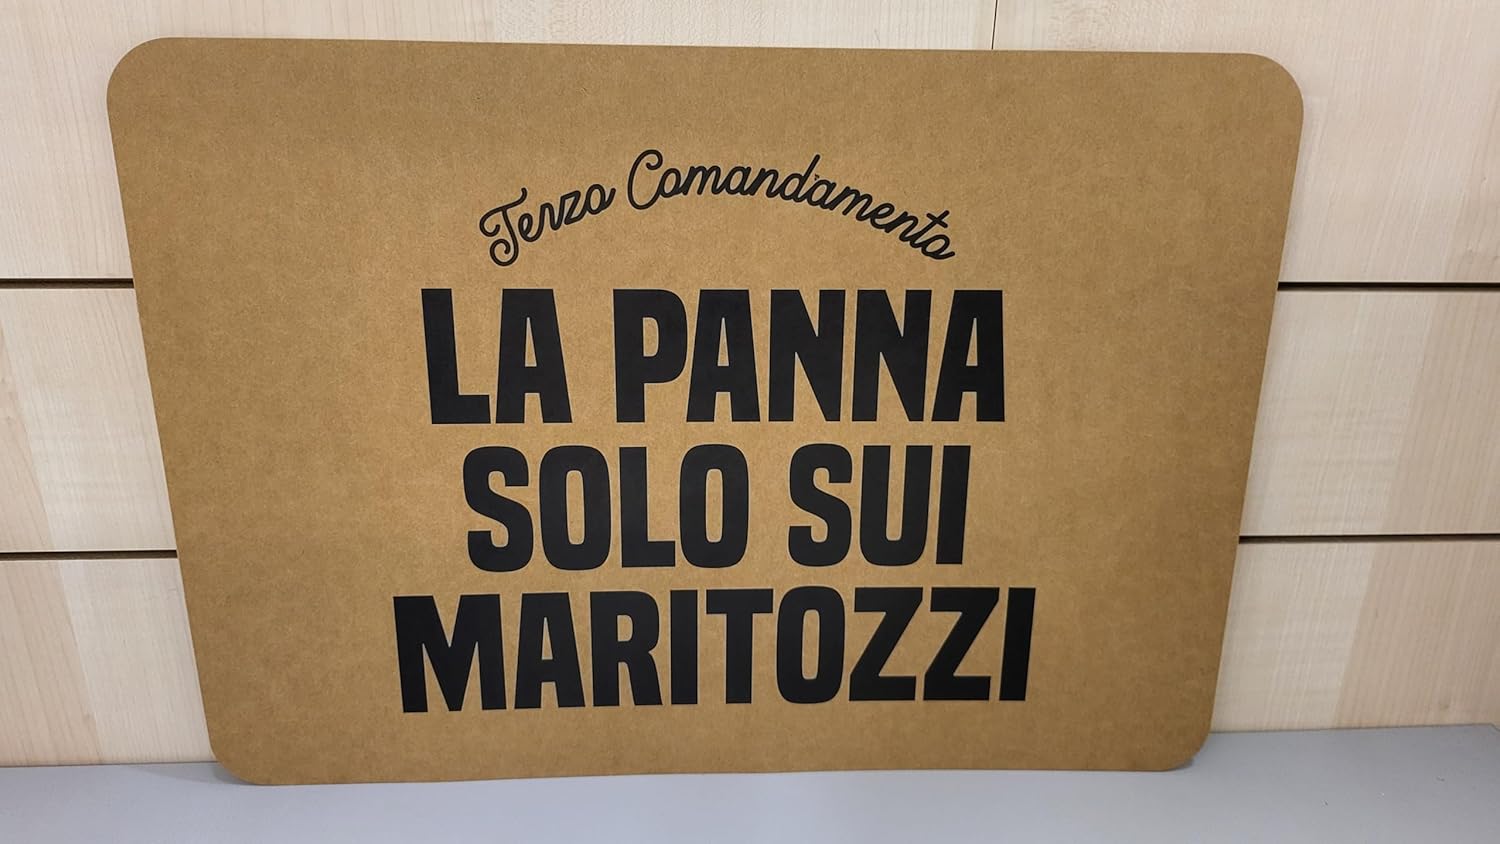 Terzo Comandamento
LA PANNA
SOLO SUI
MARITOZZI